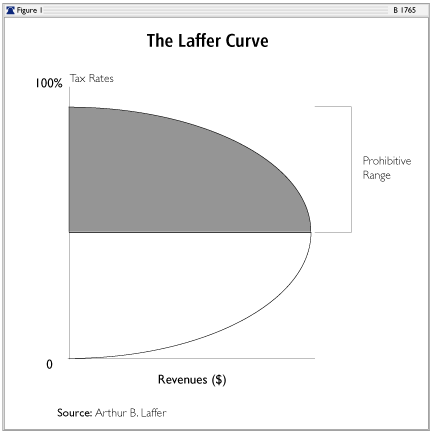 Figure 1 B 1765
The Laffer Curve
100% Tax Rates
Prohibitive
Range
0
Revenues ($)
Source: Arthur B. Laffer